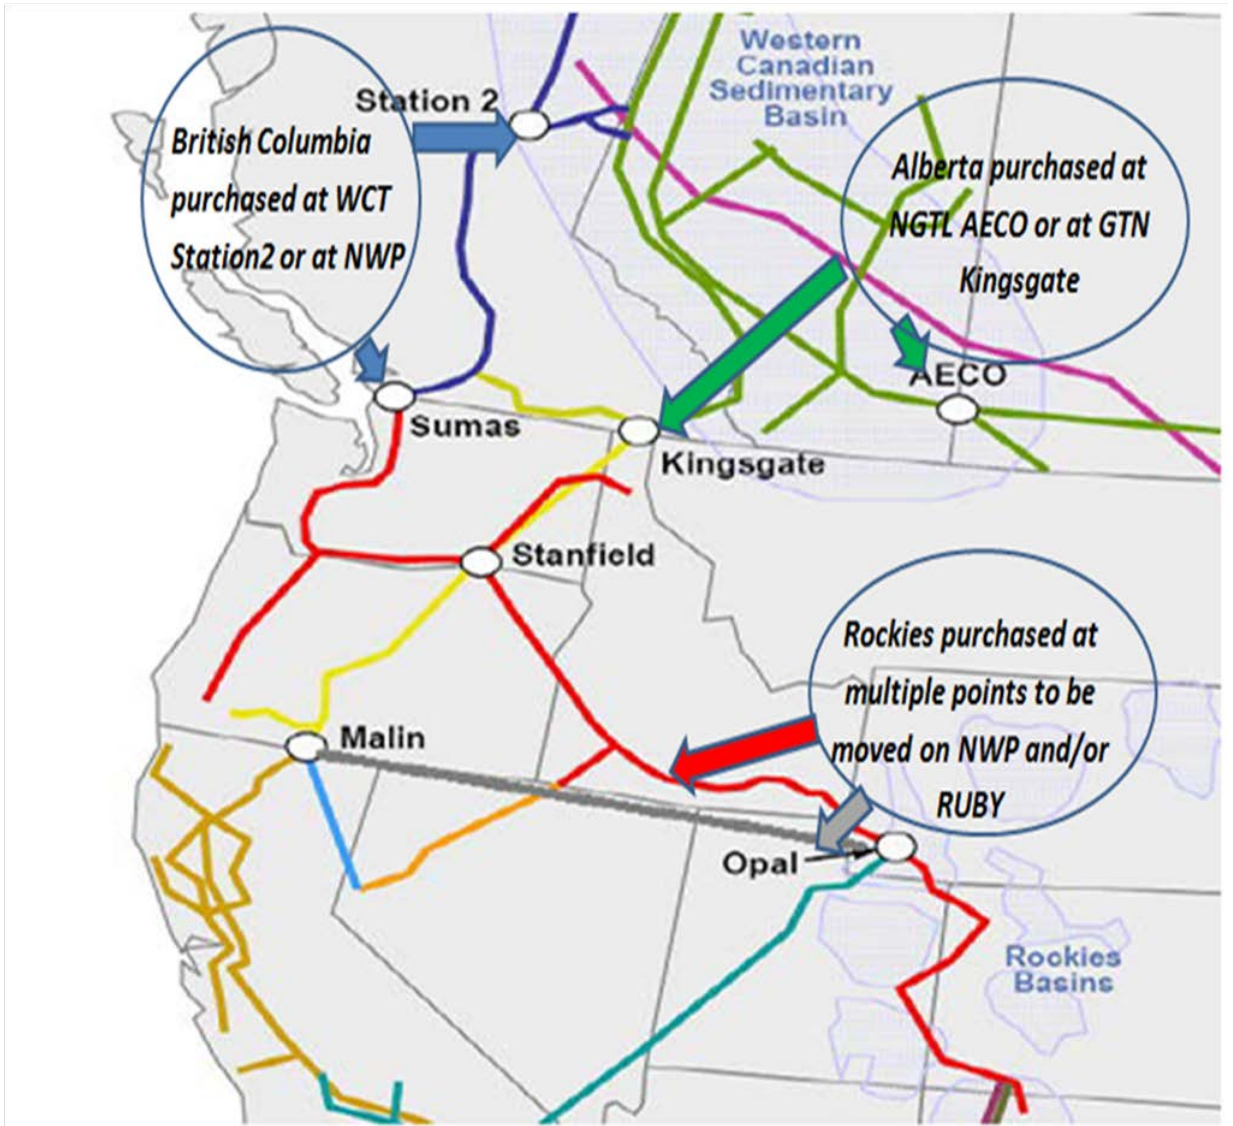 Western
Canadian
Sedimentary
Basin
Station 2
British Columbia
purchased at WCT
Station2 or at NWP
Alberta purchased at
NGTL AECO or at GTN
Kingsgate
AECO
Sumas
Kingsgate
Stanfield
Rockies purchased at
multiple points to be
moved on NWP and/or
RUBY
Malin
Opal
Rockies
Basins